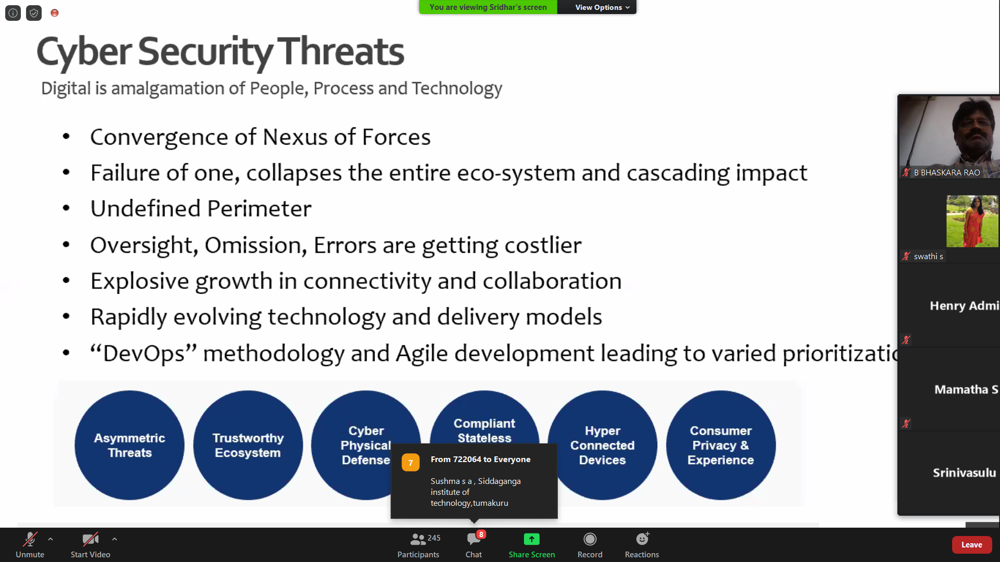 You are viewing Sridhar's screen
View Options
Cyber Security Threats
Digital is amalgamation of People, Process and Technology
• Convergence of Nexus of Forces
• Failure of one, collapses the entire eco-system and cascading impact
• Undefined Perimeter
• Oversight, Omission, Errors are getting costlier
• Explosive growth in connectivity and collaboration
• Rapidly evolving technology and delivery models
• “DevOps” methodology and Agile development leading to varied prioritizatio
Asymmetric
Threats
Trustworthy
Ecosystem
Cyber
Physical
Defense
Compliant
Stateless
Hyper
Connected
Devices
Consumer
Privacy &
Experience
7
From 722064 to Everyone
Sushma s a , Siddaganga
institute of
technology,tumakuru
B BHASKARA RAO
swathi s
Henry Admi
Mamatha S
Srinivasulu
Unmute
Start Video
245
Participants
8
Chat
Share Screen
Record
Reactions
Leave